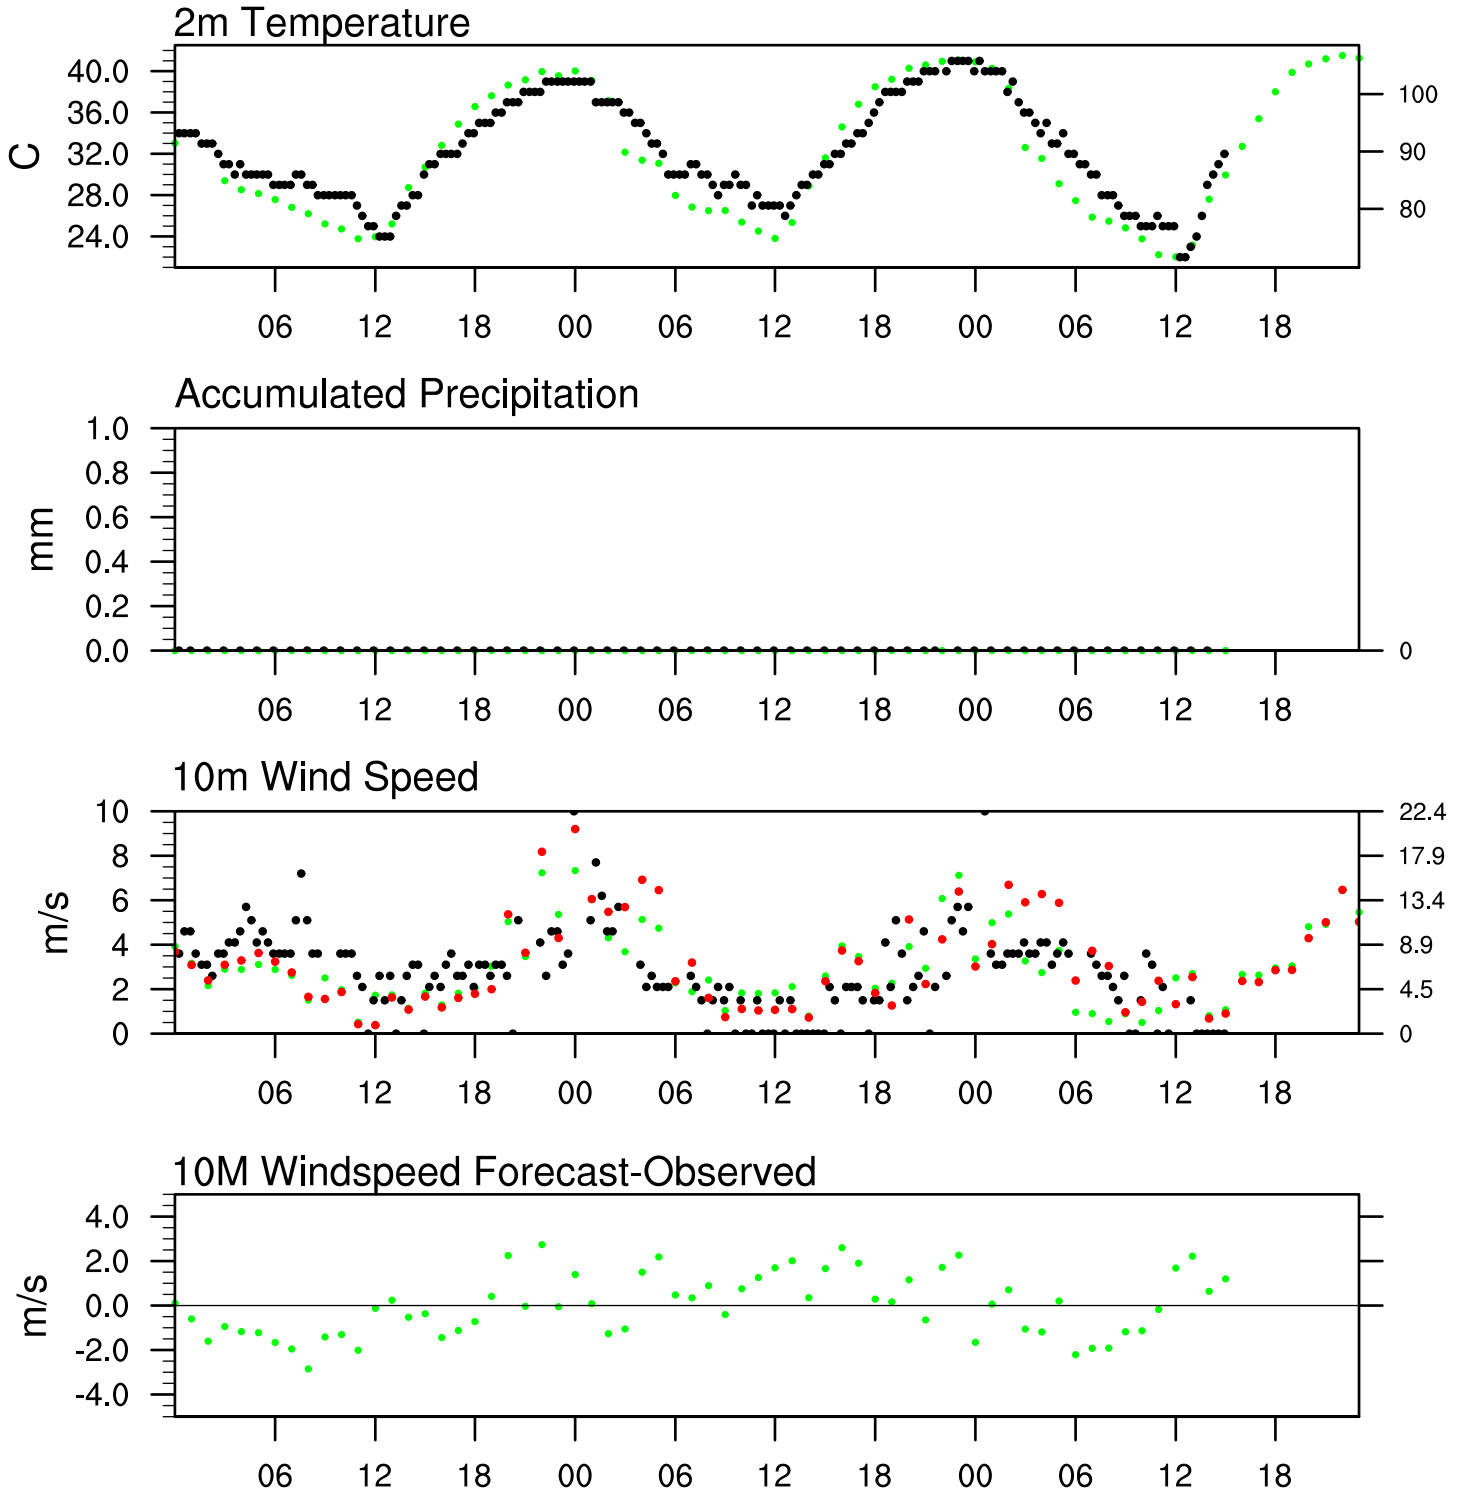 2m Temperature
40.0
36.0
32.0
28.0
24.0
C
100
90
80
06 12 18 00 06 12 18 00 06 12 18
Accumulated Precipitation
1.0
0.8
0.6
0.4
0.2
0.0
mm
0
06 12 18 00 06 12 18 00 06 12 18
10m Wind Speed
10
8
6
4
2
0
m/s
22.4
17.9
13.4
8.9
4.5
0
06 12 18 00 06 12 18 00 06 12 18
10M Windspeed Forecast-Observed
4.0
2.0
0.0
-2.0
-4.0
m/s
06 12 18 00 06 12 18 00 06 12 18